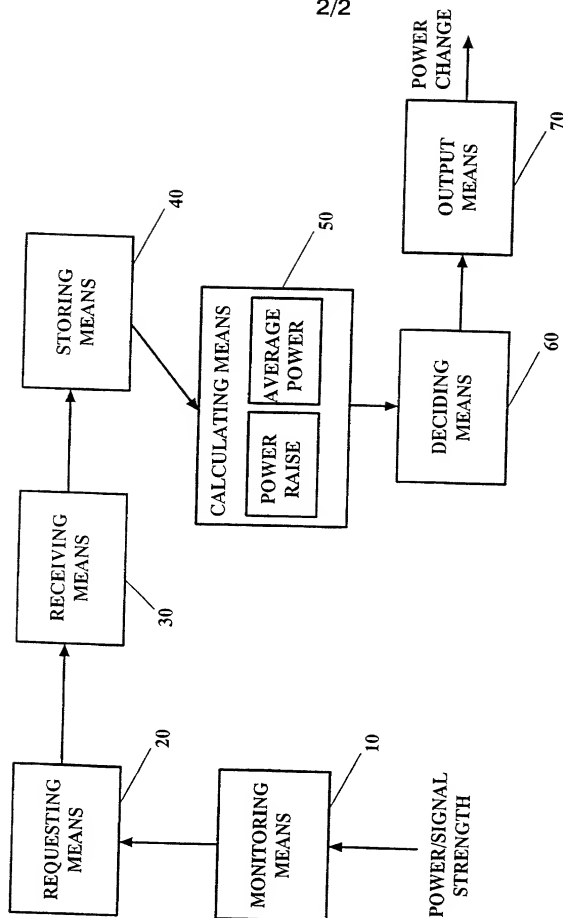 2/2
POWER/SIGNAL
STRENGTH
MONITORING
MEANS
10
REQUESTING
MEANS
20
RECEIVING
MEANS
30
STORING
MEANS
40
CALCULATING MEANS
POWER
RAISE
AVERAGE
POWER
50
DECIDING
MEANS
60
OUTPUT
MEANS
70
POWER
CHANGE